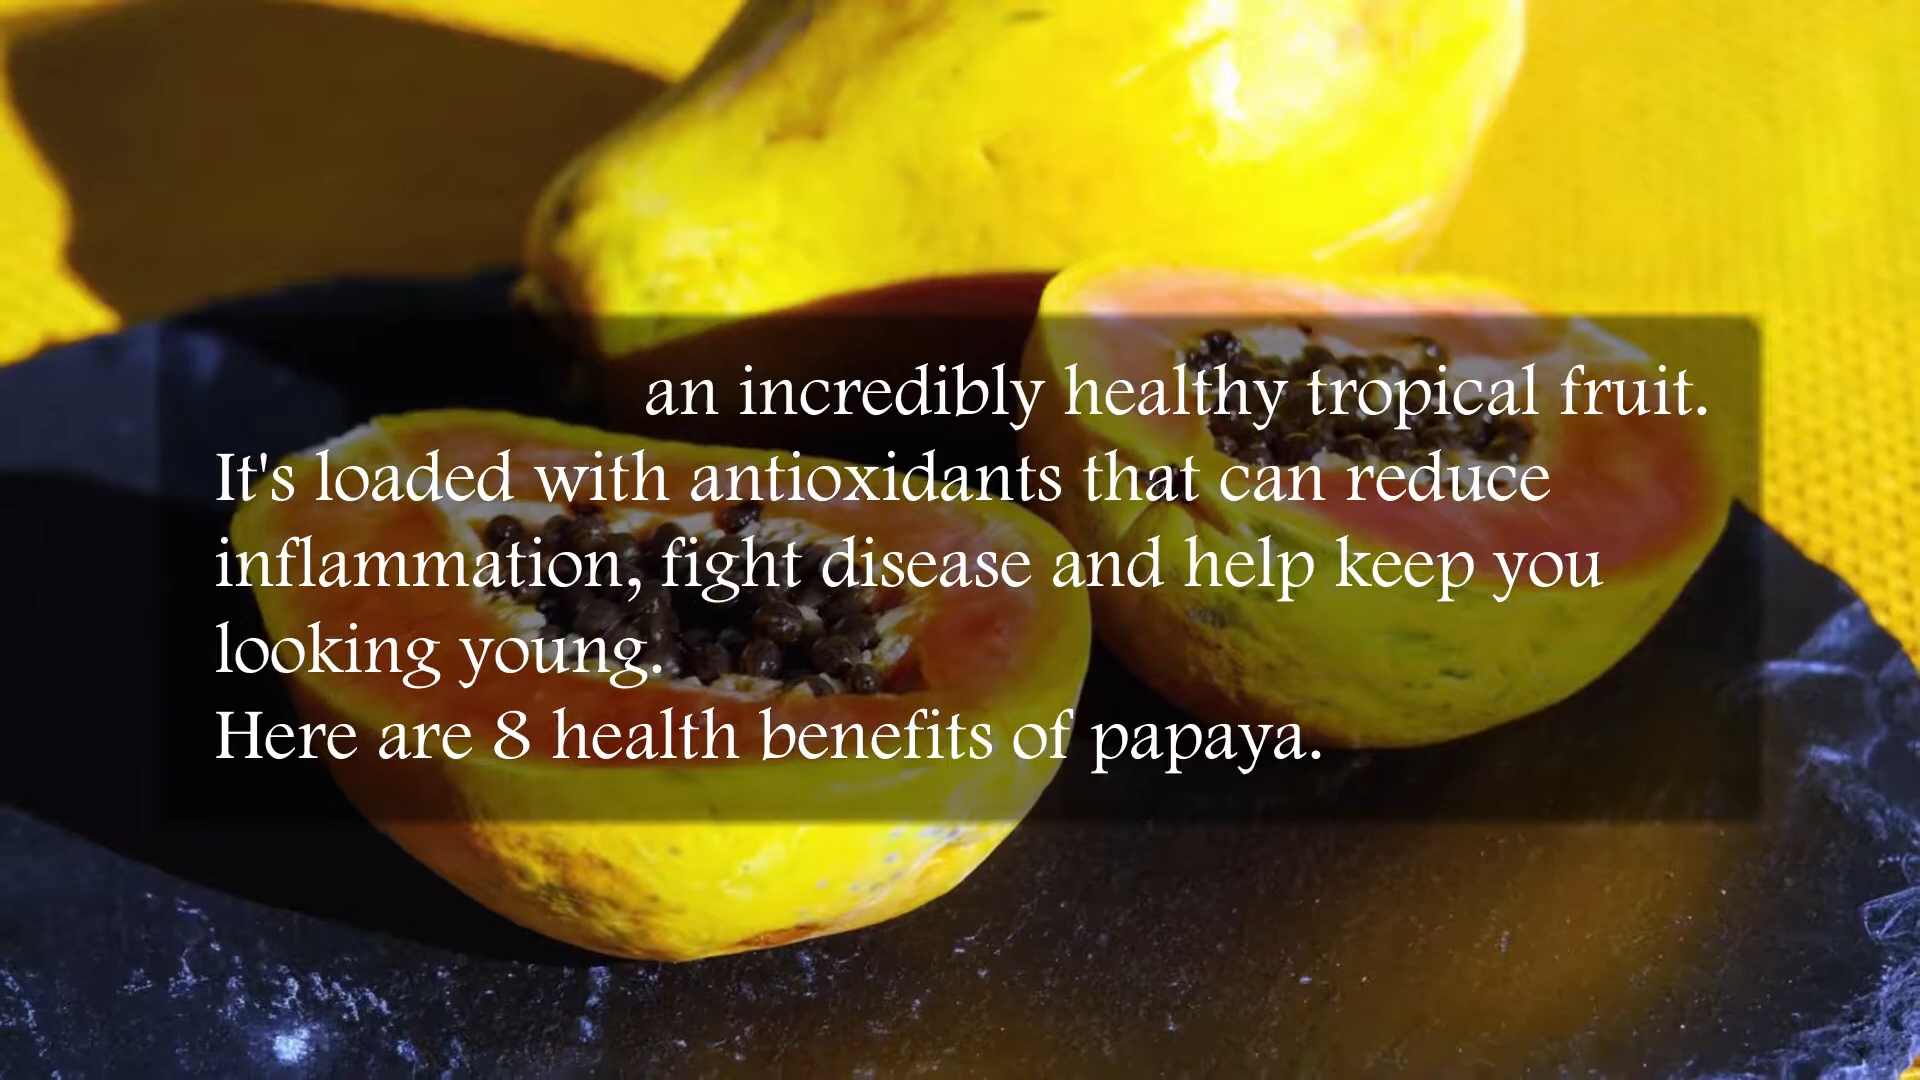 an incredibly healthy tropical fruit.
It's loaded with antioxidants that can reduce
inflammation, fight disease and help keep you
looking young.
Here are 8 health benefits of papaya.